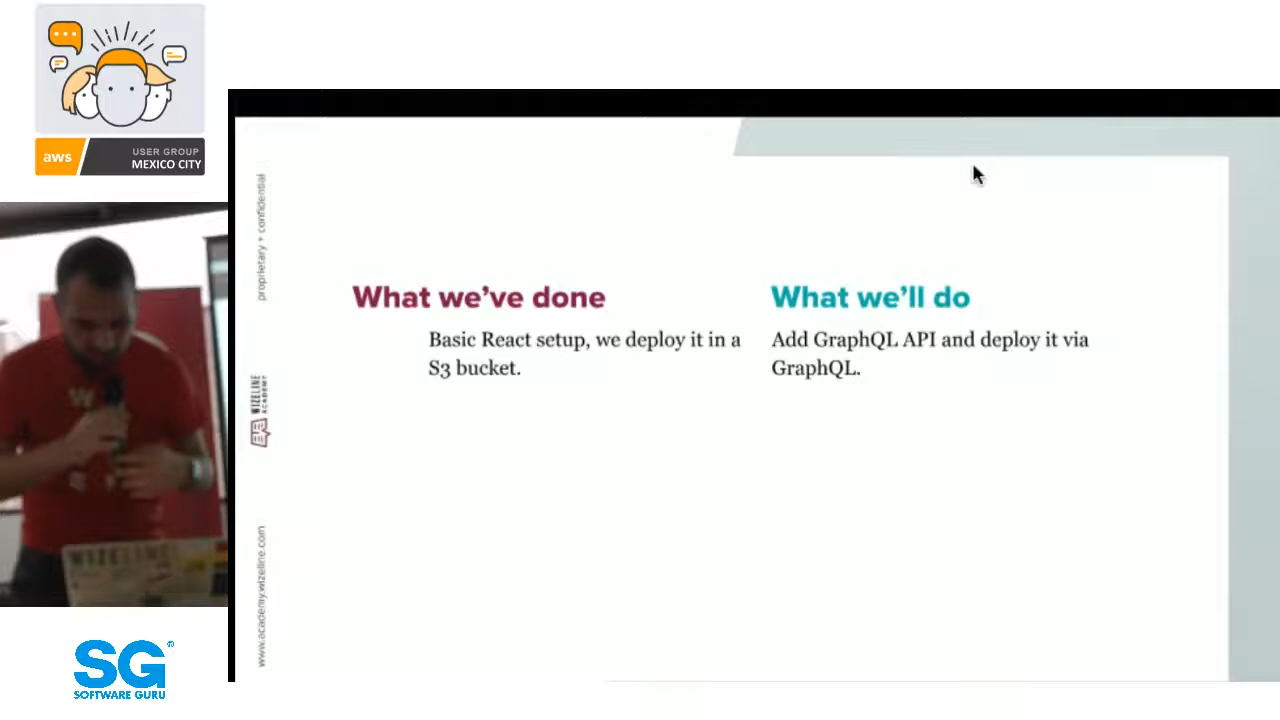 aws
USER GROUP
MEXICO CITY
proprietary + confidential
WIZELINE
ACADEMY
www.academy.wizeline.com
What we've done
Basic React setup, we deploy it in a
S3 bucket.
What we'll do
Add GraphQL API and deploy it via
GraphQL.
WIZELINE
SG®
SOFTWARE GURU